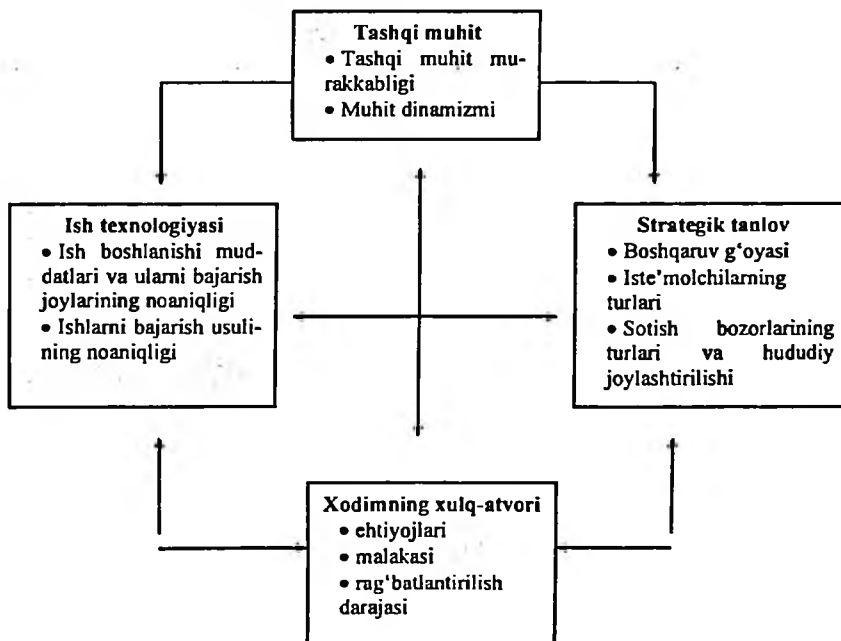 Tashqi muhit
• Tashqi muhit mu-
rakkabligi
• Muhit dinamizmi
Ish texnologiyasi
• Ish boshlanishi mud-
datlari va ularni bajarish
joylarining noaniqligi
• Ishlarni bajarish usuli-
ning noaniqligi
Strategik tanlov
• Boshqaruv g‘oyasi
• Iste’molchilarning
turlari
• Sotish bozorlarining
turlari va hududiy
joylashtirilishi
Xodimning xulq-atvori
• ehtiyojlari
• malakasi
• rag‘batlantirilish
darajasi